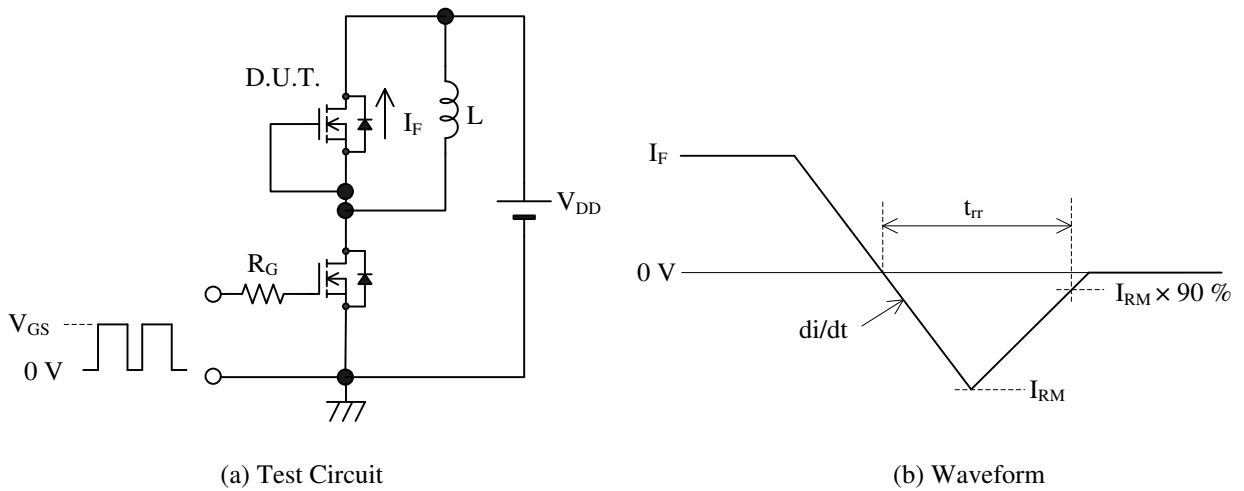 D.U.T.
I_F
L
V_DD
R_G
V_GS
0 V
(a) Test Circuit
I_F
t_rr
0 V
I_RM × 90 %
di/dt
I_RM
(b) Waveform